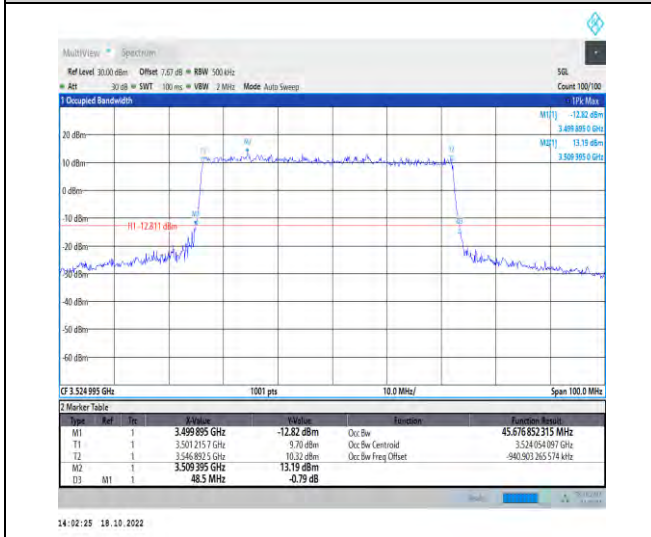 MultiView Spectrum
Ref Level 30.00 dBm Offset 7.67 dB RBW 500 kHz SGL
Att 30 dB SWT 100 ms VBW 2 MHz Mode Auto Sweep Count 100/100
1 Occupied Bandwidth 1Pk Max
M1[1] -12.82 dBm
3.499 895 0 GHz
20 dBm M2[1] 13.19 dBm
3.509 395 0 GHz
M2
T1 T2
10 dBm
0 dBm
-10 dBm
M1
H1 -12.811 dBm D3
-20 dBm
-30 dBm
-40 dBm
-50 dBm
-60 dBm
CF 3.524 995 GHz 1001 pts 10.0 MHz/ Span 100.0 MHz
2 Marker Table
Type Ref Trc X-Value Y-Value Function Function Result
M1 1 3.499 895 GHz -12.82 dBm Occ Bw 45.676 852 315 MHz
T1 1 3.501 215 7 GHz 9.70 dBm Occ Bw Centroid 3.524 054 097 GHz
T2 1 3.546 892 5 GHz 10.32 dBm Occ Bw Freq Offset -940.903 265 574 kHz
M2 1 3.509 395 GHz 13.19 dBm
D3 M1 1 48.5 MHz -0.79 dB
14:02:25 18.10.2022